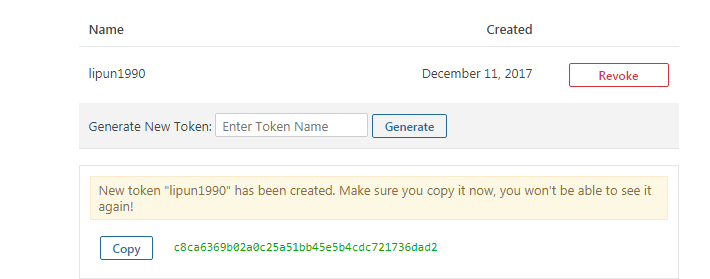 Name Created
lipun1990 December 11, 2017 Revoke
Generate New Token: Enter Token Name Generate
New token "lipun1990" has been created. Make sure you copy it now, you won't be able to see it
again!
Copy c8ca6369b02a0c25a51bb45e5b4cdc721736dad2